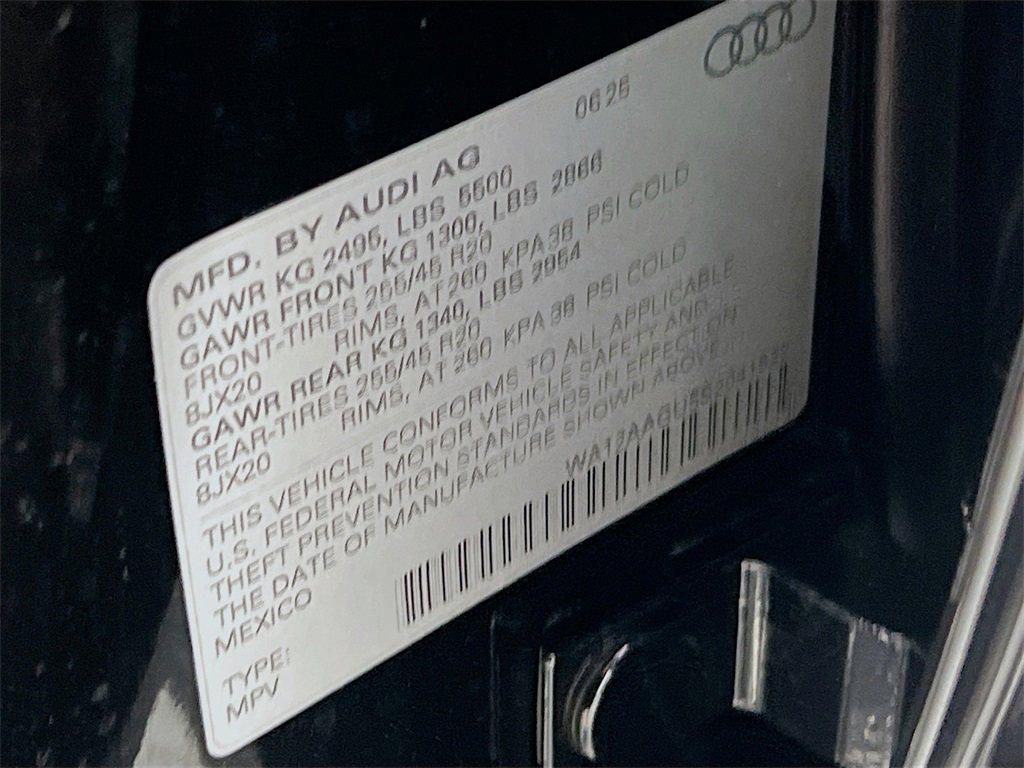 0625
MFD. BY AUDI AG
GVWR KG 2495, LBS 5500
GAWR FRONT KG 1300, LBS 2866
FRONT-TIRES 255/45 R20
8JX20 RIMS, AT 260 KPA 38 PSI COLD
GAWR REAR KG 1340, LBS 2954
REAR-TIRES 255/45 R20
8JX20 RIMS, AT 260 KPA 38 PSI COLD
THIS VEHICLE CONFORMS TO ALL APPLICABLE
U.S. FEDERAL MOTOR VEHICLE SAFETY AND
THEFT PREVENTION STANDARDS IN EFFECT ON
THE DATE OF MANUFACTURE SHOWN ABOVE.
MEXICO
TYPE:
MPV